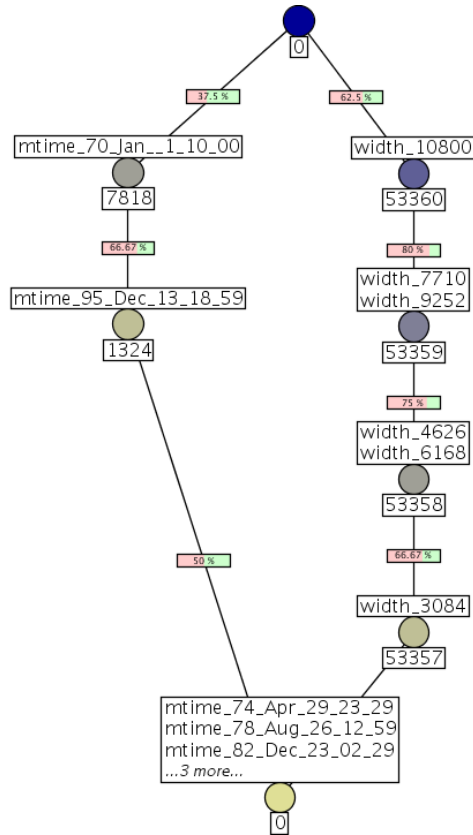 0
37.5 %
62.5 %
mtime_70_Jan__1_10_00
width_10800
7818
53360
66.67 %
80 %
mtime_95_Dec_13_18_59
width_7710
width_9252
1324
53359
75 %
width_4626
width_6168
53358
50 %
66.67 %
width_3084
53357
mtime_74_Apr_29_23_29
mtime_78_Aug_26_12_59
mtime_82_Dec_23_02_29
...3 more...
0